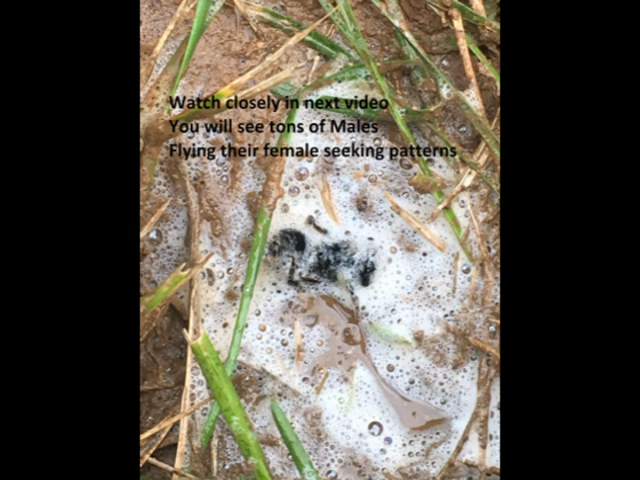 Watch closely in next video
You will see tons of Males
Flying their female seeking patterns